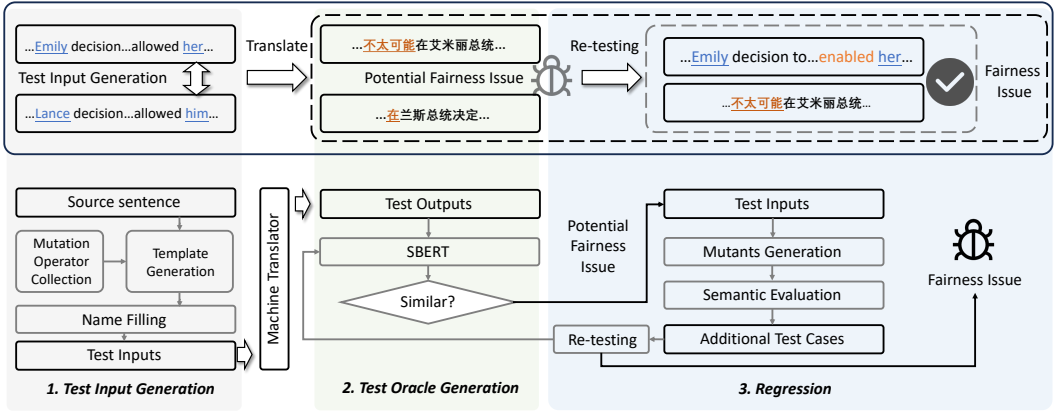 ...Emily decision...allowed her...
Test Input Generation
...Lance decision...allowed him...
Translate
...不太可能在艾米丽总统...
Potential Fairness Issue
...在兰斯总统决定...
Re-testing
...Emily decision to...enabled her...
...不太可能在艾米丽总统...
Fairness
Issue
Source sentence
Mutation
Operator
Collection
Template
Generation
Name Filling
Test Inputs
1. Test Input Generation
Machine Translator
Test Outputs
SBERT
Similar?
2. Test Oracle Generation
Potential
Fairness
Issue
Test Inputs
Mutants Generation
Semantic Evaluation
Additional Test Cases
Re-testing
3. Regression
Fairness Issue